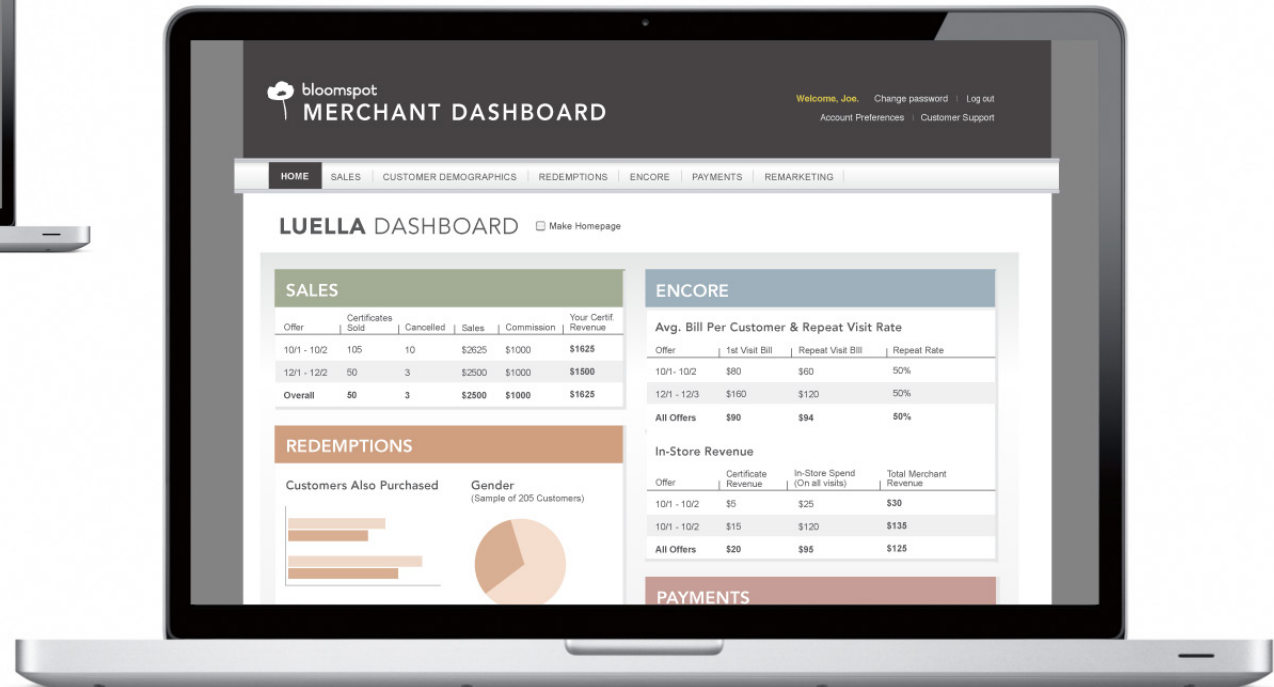 bloomspot
MERCHANT DASHBOARD
Welcome, Joe. Change password | Log out
Account Preferences | Customer Support
HOME SALES CUSTOMER DEMOGRAPHICS REDEMPTIONS ENCORE PAYMENTS REMARKETING
LUELLA DASHBOARD Make Homepage
SALES
Offer Certificates Sold Cancelled Sales Commission Your Certif. Revenue
10/1 - 10/2 105 10 $2625 $1000 $1625
12/1 - 12/2 50 3 $2500 $1000 $1500
Overall 50 3 $2500 $1000 $1625
REDEMPTIONS
Customers Also Purchased
Gender
(Sample of 205 Customers)
ENCORE
Avg. Bill Per Customer & Repeat Visit Rate
Offer 1st Visit Bill Repeat Visit BIll Repeat Rate
10/1- 10/2 $80 $60 50%
12/1 - 12/3 $160 $120 50%
All Offers $90 $94 50%
In-Store Revenue
Offer Certificate Revenue In-Store Spend (On all visits) Total Merchant Revenue
10/1 - 10/2 $5 $25 $30
10/1 - 10/2 $15 $120 $135
All Offers $20 $95 $125
PAYMENTS